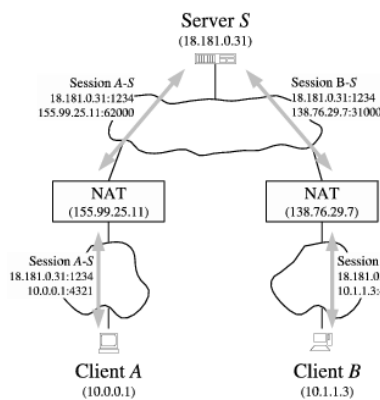 Server S
(18.181.0.31)
Session A-S
18.181.0.31:1234
155.99.25.11:62000
Session B-S
18.181.0.31:1234
138.76.29.7:31000
NAT
(155.99.25.11)
NAT
(138.76.29.7)
Session A-S
18.181.0.31:1234
10.0.0.1:4321
Session
18.181.0
10.1.1.3:
Client A
(10.0.0.1)
Client B
(10.1.1.3)